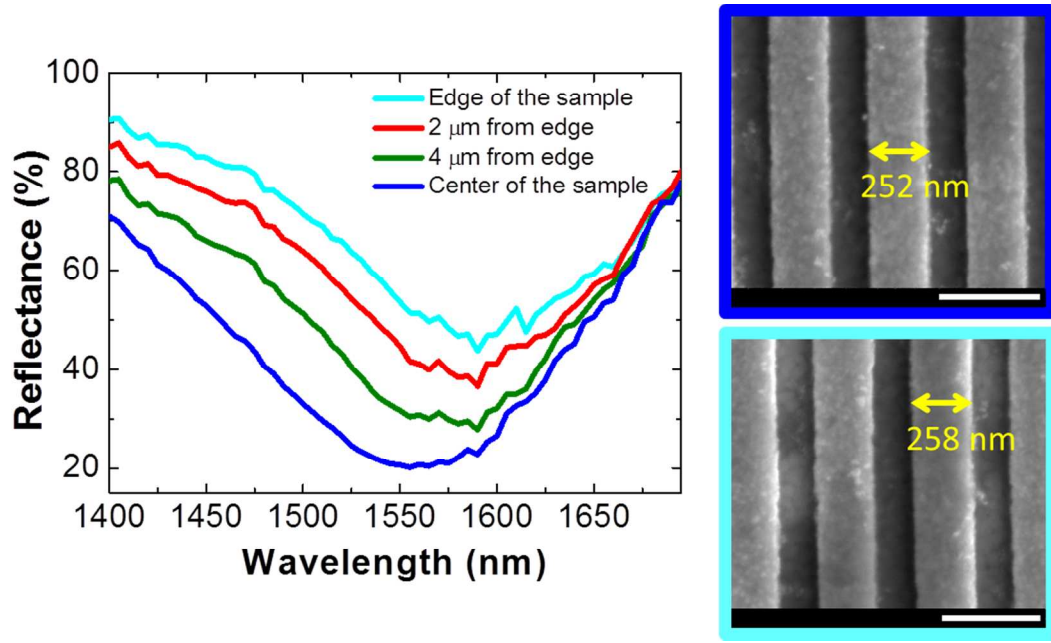 100
80
60
40
20
Reflectance (%)
1400
1450
1500
1550
1600
1650
Wavelength (nm)
Edge of the sample
2 μm from edge
4 μm from edge
Center of the sample
252 nm
258 nm